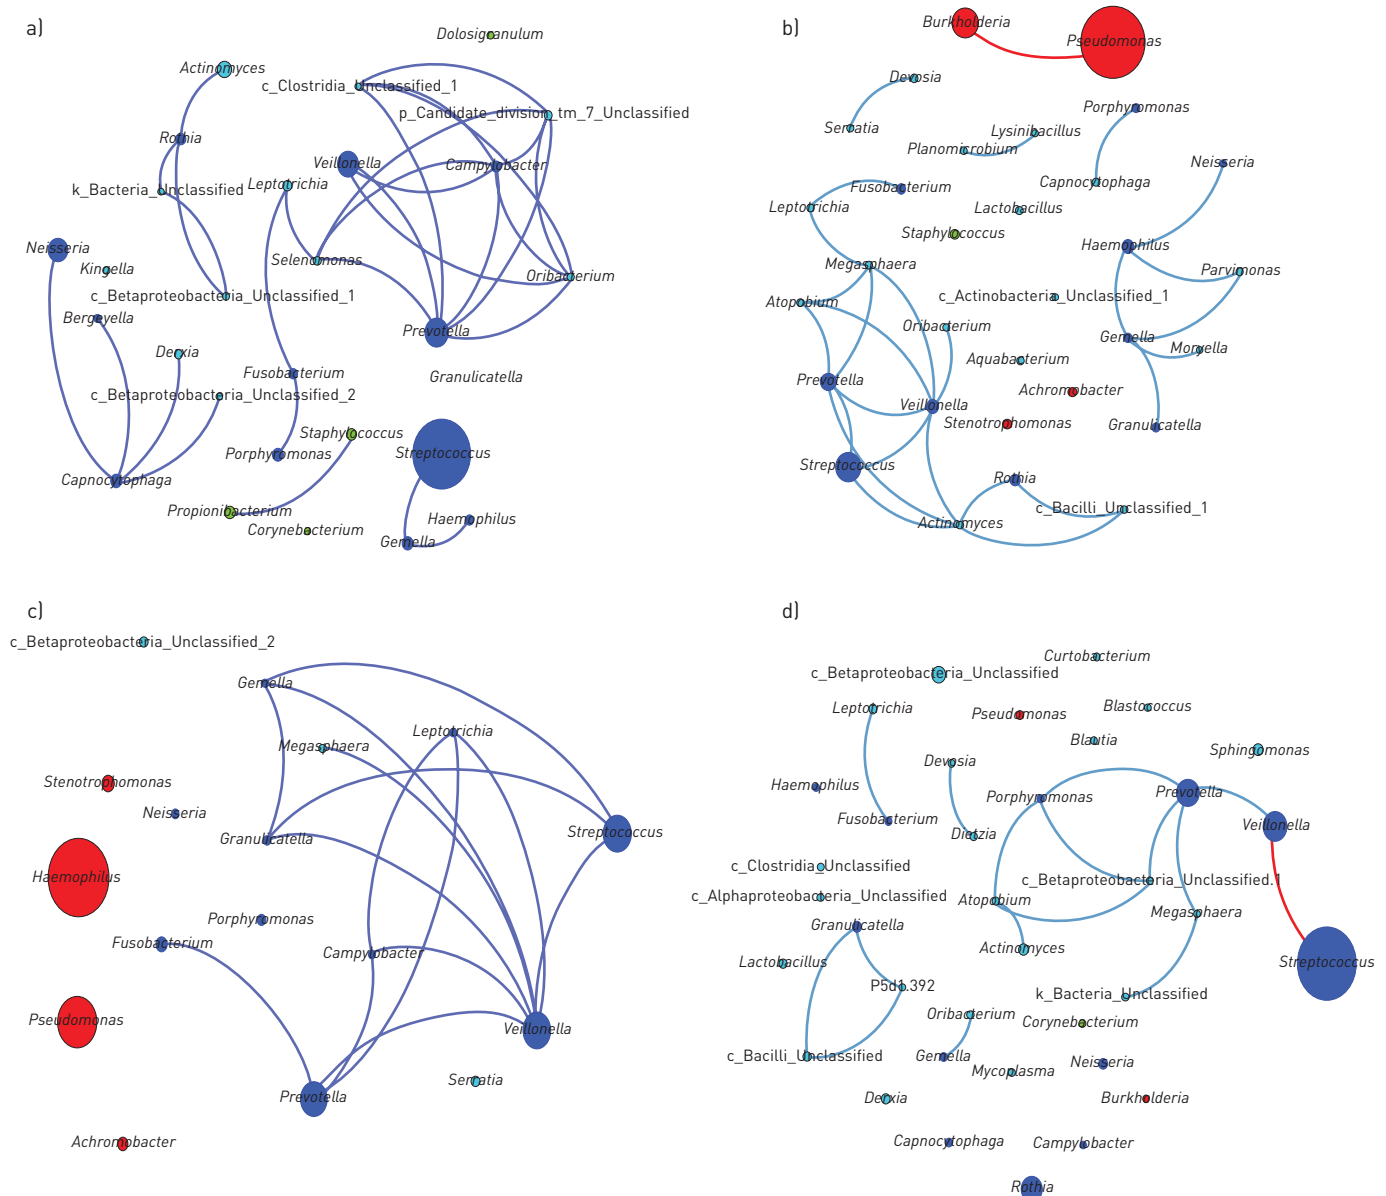 a)
Dolosigranulum
Actinomyces
c_Clostridia_Unclassified_1
p_Candidate_division_tm_7_Unclassified
Rothia
Veillonella
Campylobacter
k_Bacteria_Unclassified
Leptotrichia
Neisseria
Kingella
Selenomonas
Oribacterium
c_Betaproteobacteria_Unclassified_1
Bergeyella
Prevotella
Derxia
Fusobacterium
Granulicatella
c_Betaproteobacteria_Unclassified_2
Staphylococcus
Streptococcus
Porphyromonas
Capnocytophaga
Propionibacterium
Corynebacterium
Haemophilus
Gemella
b)
Burkholderia
Pseudomonas
Devosia
Porphyromonas
Serratia
Lysinibacillus
Planomicrobium
Neisseria
Fusobacterium
Capnocytophaga
Leptotrichia
Lactobacillus
Staphylococcus
Haemophilus
Megasphaera
Parvimonas
Atopobium
c_Actinobacteria_Unclassified_1
Oribacterium
Gemella
Moryella
Aquabacterium
Prevotella
Achromobacter
Veillonella
Stenotrophomonas
Granulicatella
Streptococcus
Rothia
c_Bacilli_Unclassified_1
Actinomyces
c)
c_Betaproteobacteria_Unclassified_2
Gemella
Leptotrichia
Megasphaera
Stenotrophomonas
Neisseria
Granulicatella
Streptococcus
Haemophilus
Porphyromonas
Fusobacterium
Campylobacter
Pseudomonas
Veillonella
Serratia
Prevotella
Achromobacter
d)
Curtobacterium
c_Betaproteobacteria_Unclassified
Leptotrichia
Pseudomonas
Blastococcus
Blautia
Sphingomonas
Devosia
Haemophilus
Porphyromonas
Prevotella
Fusobacterium
Dietzia
Veillonella
c_Clostridia_Unclassified
c_Betaproteobacteria_Unclassified.1
c_Alphaproteobacteria_Unclassified
Atopobium
Megasphaera
Granulicatella
Actinomyces
Lactobacillus
Streptococcus
P5d1.392
k_Bacteria_Unclassified
Oribacterium
Corynebacterium
c_Bacilli_Unclassified
Gemella
Neisseria
Mycoplasma
Derxia
Burkholderia
Capnocytophaga
Campylobacter
Rothia